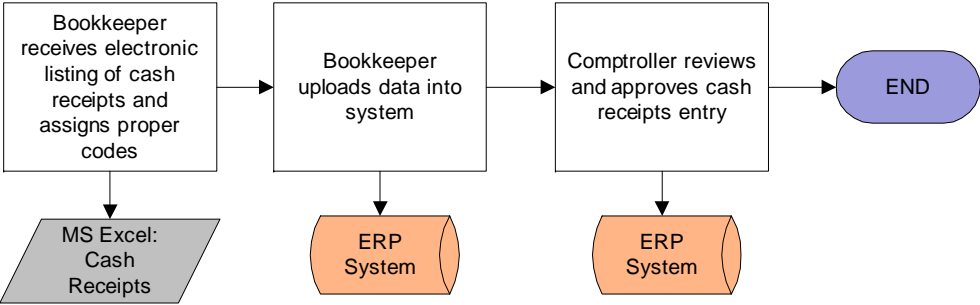 Bookkeeper
receives electronic
listing of cash
receipts and
assigns proper
codes
Bookkeeper
uploads data into
system
Comptroller reviews
and approves cash
receipts entry
END
MS Excel:
Cash
Receipts
ERP
System
ERP
System